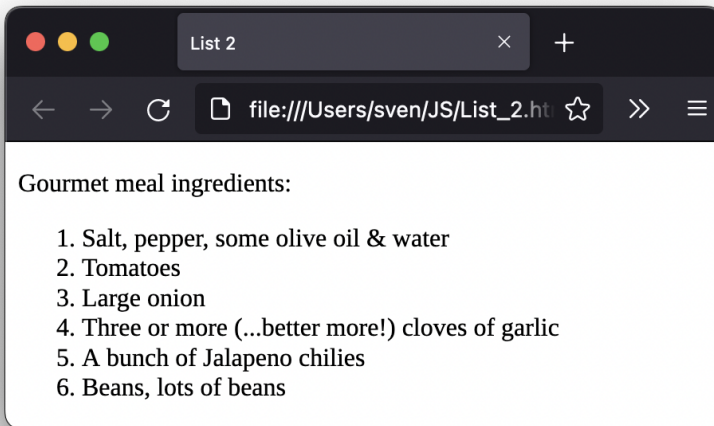 List 2
file:///Users/sven/JS/List_2.ht
Gourmet meal ingredients:
1. Salt, pepper, some olive oil & water
2. Tomatoes
3. Large onion
4. Three or more (...better more!) cloves of garlic
5. A bunch of Jalapeno chilies
6. Beans, lots of beans